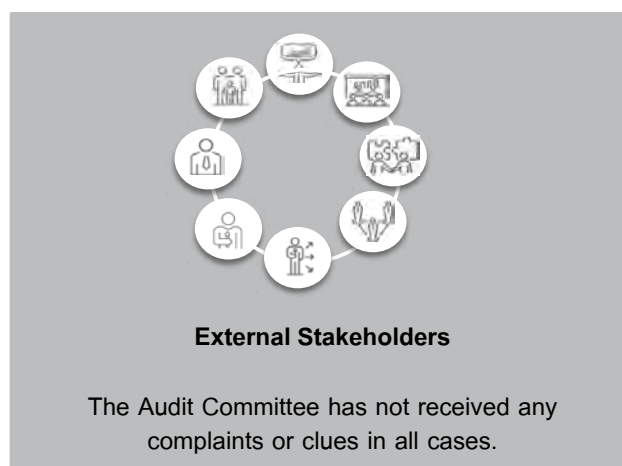 External Stakeholders
The Audit Committee has not received any
complaints or clues in all cases.